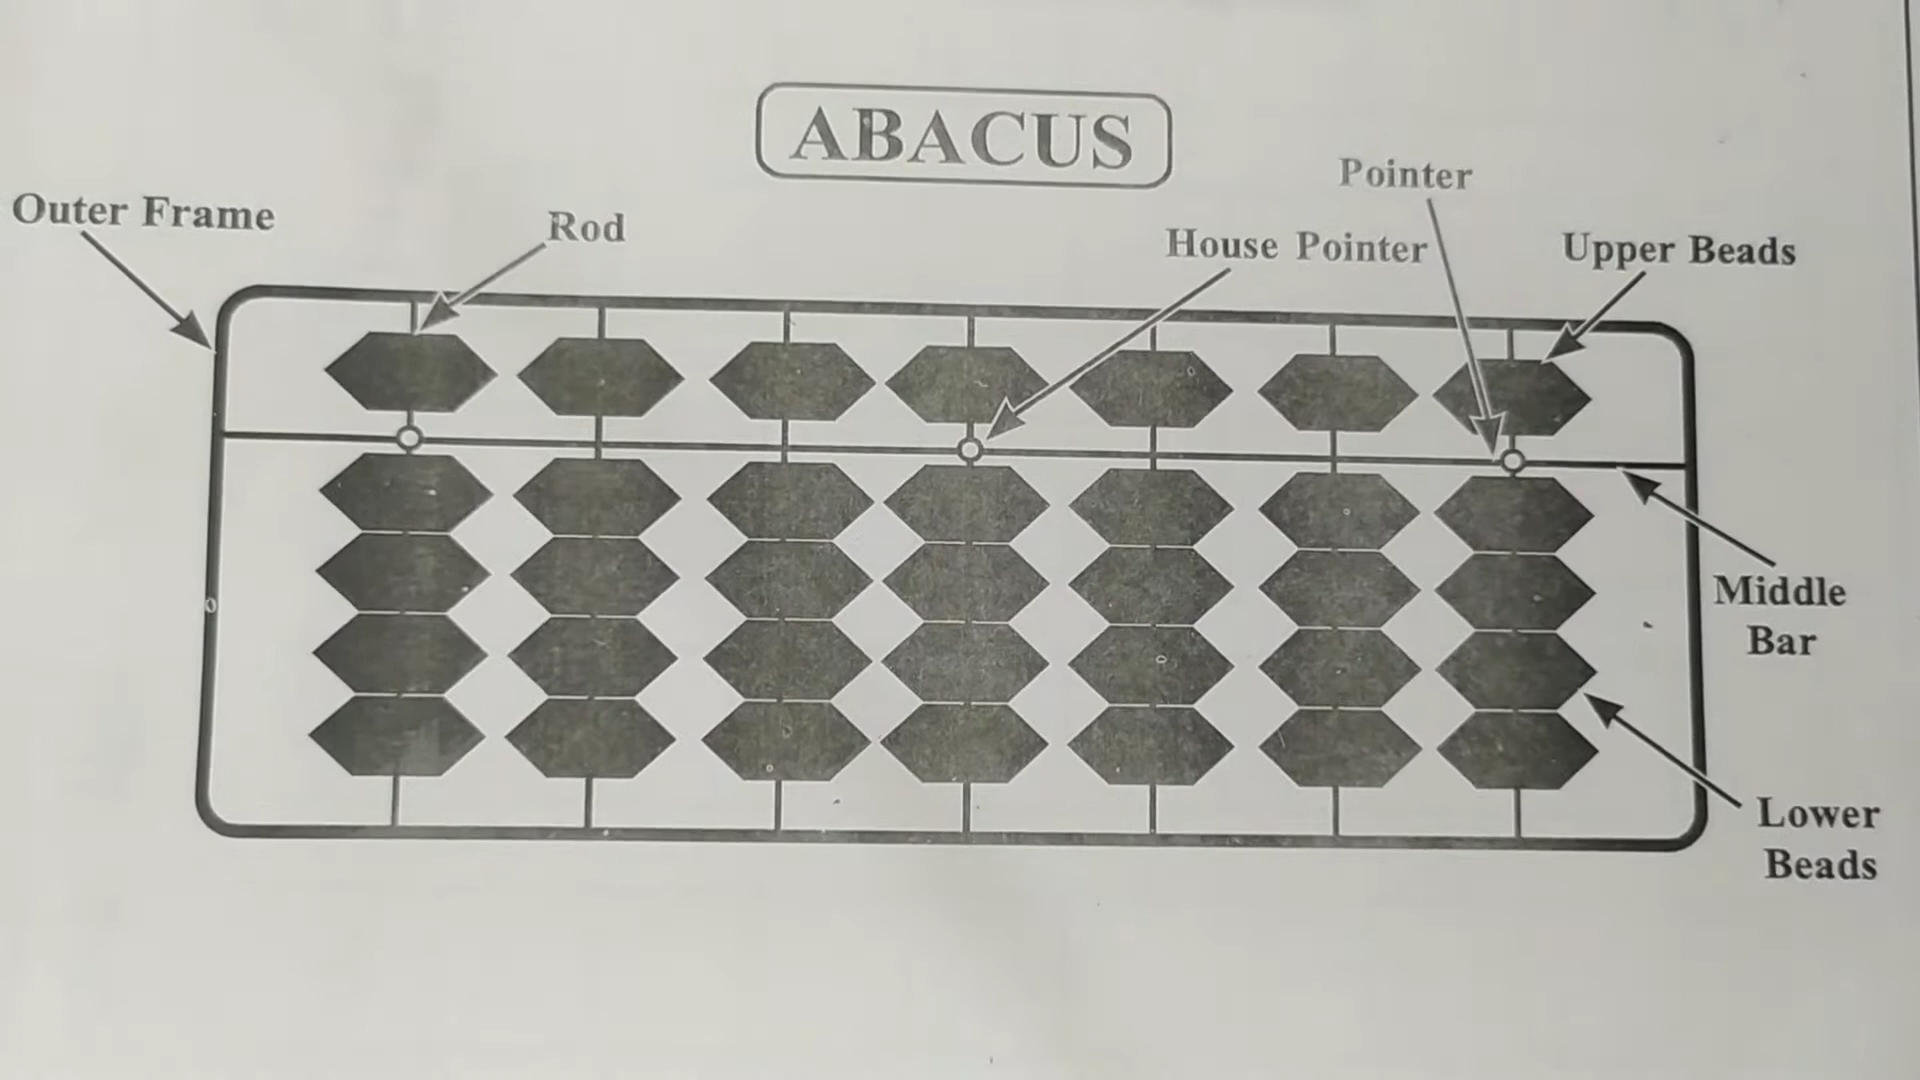 ABACUS
Pointer
Outer Frame
Rod
House Pointer
Upper Beads
Middle
Bar
Lower
Beads